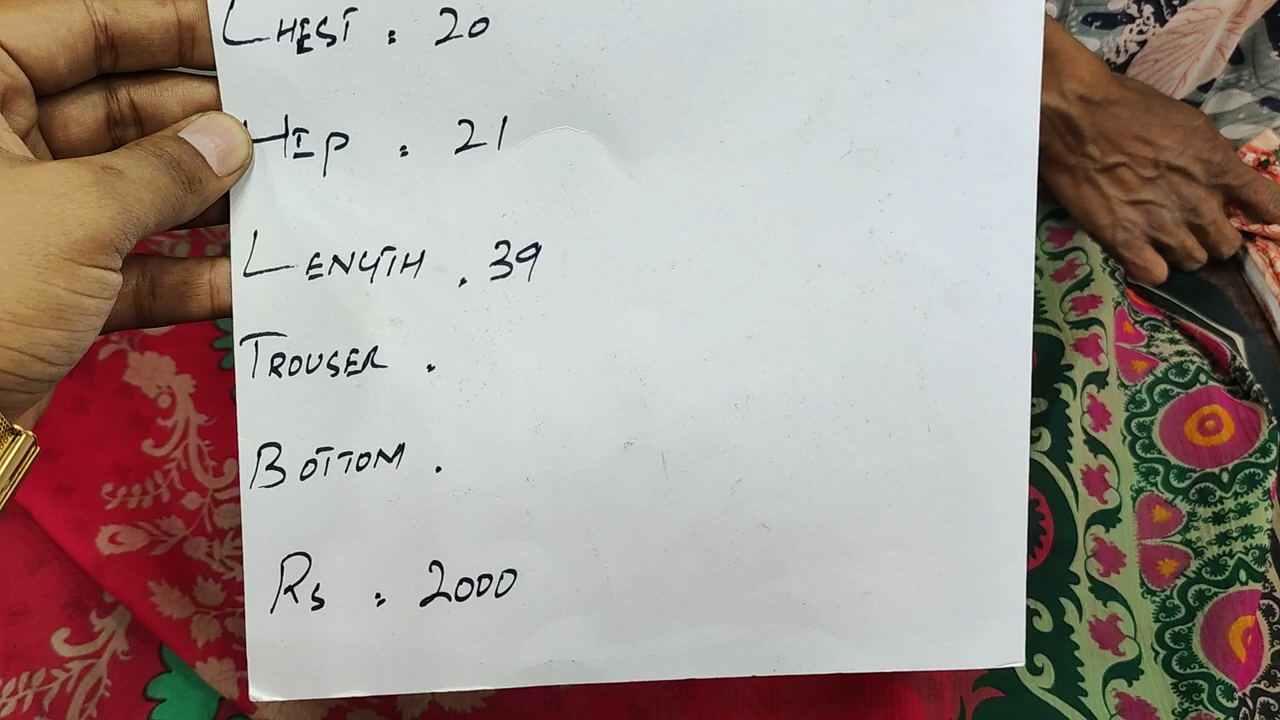 CHEST : 20
HIP : 21
LENGTH . 39
TROUSER .
BOTTOM .
Rs : 2000